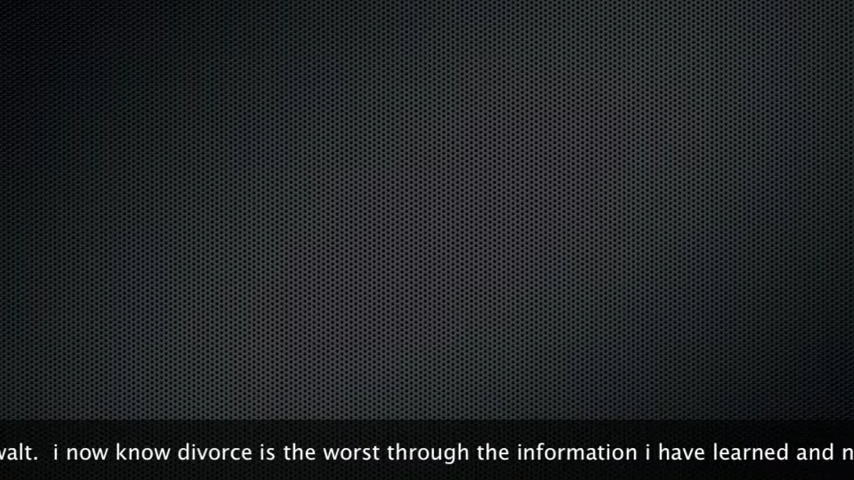 walt.  i now know divorce is the worst through the information i have learned and n